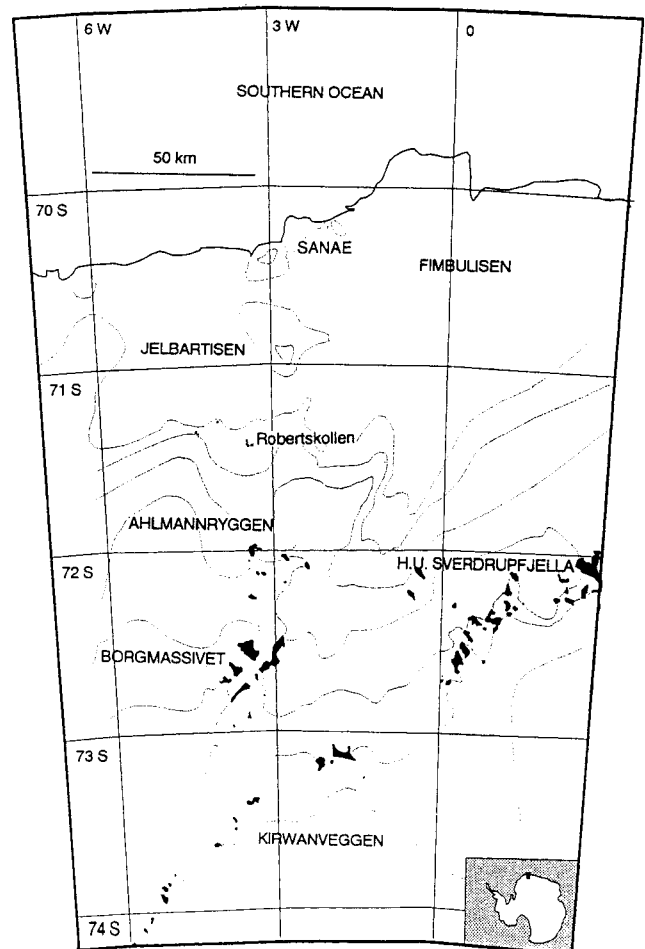 6 W
3 W
0
SOUTHERN OCEAN
50 km
70 S
SANAE
FIMBULISEN
JELBARTISEN
71 S
Robertskollen
AHLMANNRYGGEN
72 S
H.U. SVERDRUPFJELLA
BORGMASSIVET
73 S
KIRWANVEGGEN
74 S